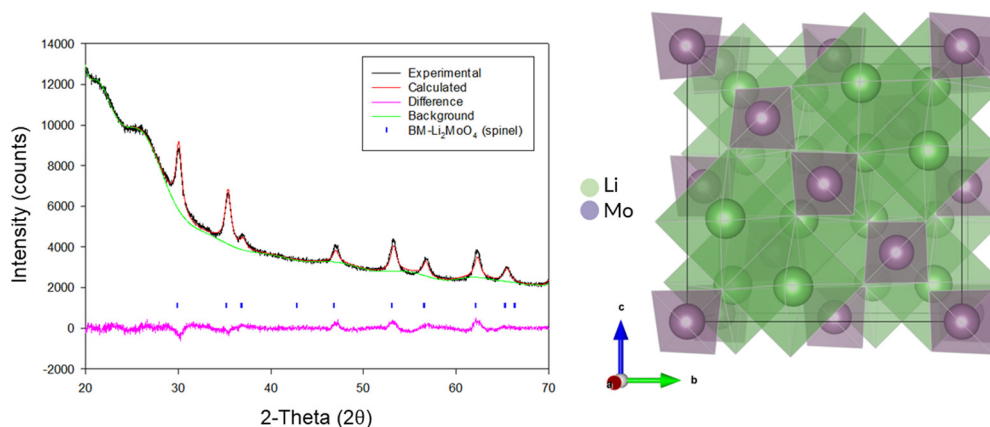 14000
12000
10000
8000
6000
4000
2000
0
-2000
Intensity (counts)
Experimental
Calculated
Difference
Background
BM-Li₂MoO₄ (spinel)
20 30 40 50 60 70
2-Theta (2θ)
Li
Mo
c
a b